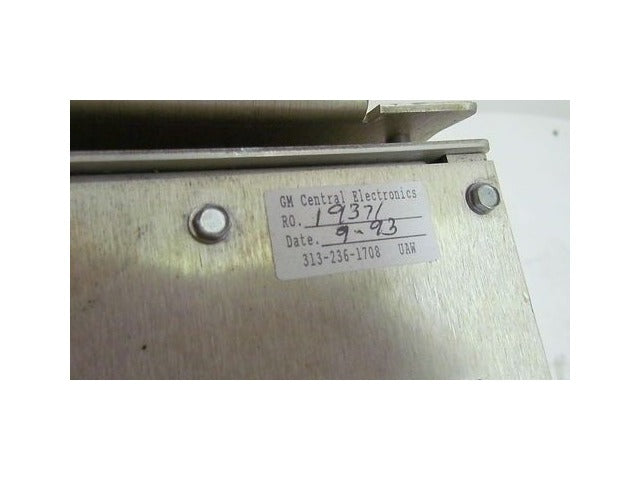 GM Central Electronics
RO. 19371
Date. 9-93
313-236-1708 UAW